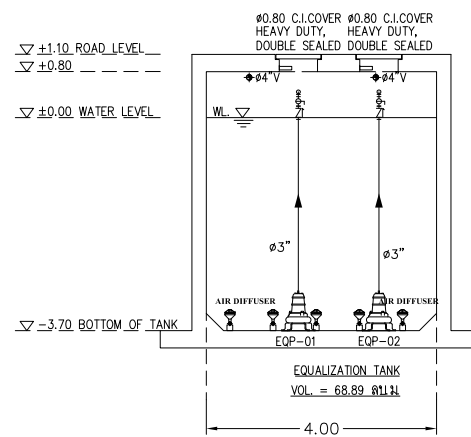 ø0.80 C.I.COVER
HEAVY DUTY,
DOUBLE SEALED
ø0.80 C.I.COVER
HEAVY DUTY,
DOUBLE SEALED
+1.10 ROAD LEVEL
+0.80
ø4"V
ø4"V
±0.00 WATER LEVEL
WL.
ø3"
ø3"
AIR DIFFUSER
AIR DIFFUSER
-3.70 BOTTOM OF TANK
EQP-01
EQP-02
EQUALIZATION TANK
VOL. = 68.89
4.00